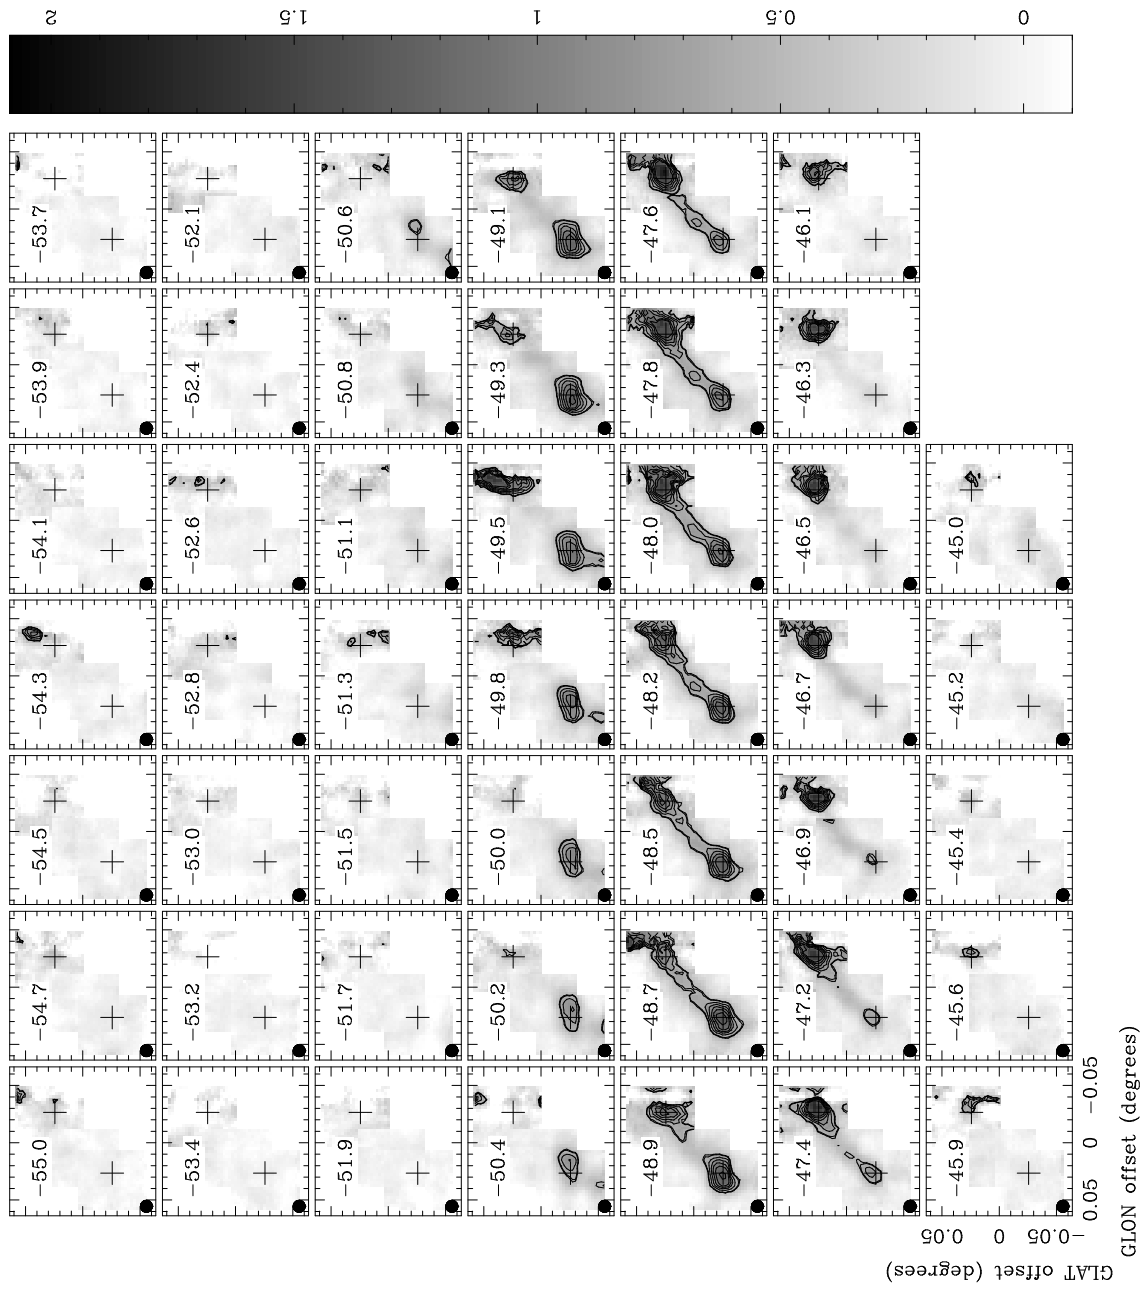 -55.0 -54.7 -54.5 -54.3 -54.1 -53.9 -53.7
-53.4 -53.2 -53.0 -52.8 -52.6 -52.4 -52.1
-51.9 -51.7 -51.5 -51.3 -51.1 -50.8 -50.6
-50.4 -50.2 -50.0 -49.8 -49.5 -49.3 -49.1
-48.9 -48.7 -48.5 -48.2 -48.0 -47.8 -47.6
-47.4 -47.2 -46.9 -46.7 -46.5 -46.3 -46.1
-45.9 -45.6 -45.4 -45.2 -45.0
0.05 0 -0.05
GLON offset (degrees)
0.05 0 -0.05
GLAT offset (degrees)
2 1.5 1 0.5 0